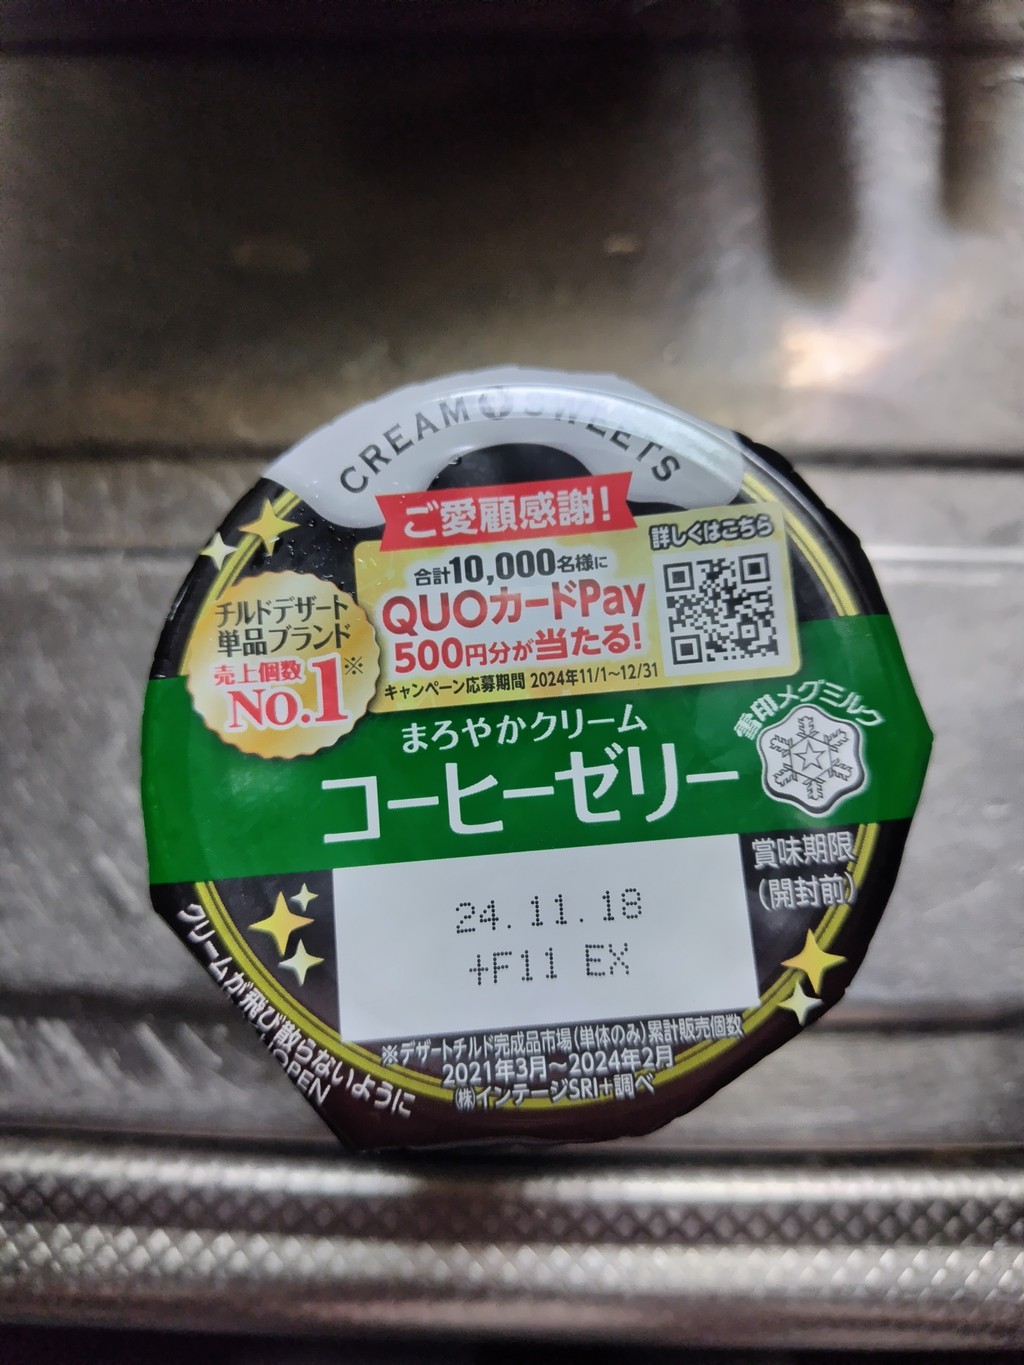 CREAM SWEETS
ご愛顧感謝!
詳しくはこちら
合計10,000名様に
QUOカードPay
500円分が当たる!
キャンペーン応募期間 2024年11/1〜12/31
チルドデザート
単品ブランド
売上個数
No.1※
まろやかクリーム
コーヒーゼリー
雪印メグミルク
賞味期限
(開封前)
24.11.18
+F11 EX
※デザートチルド完成品市場(単体のみ)累計販売個数
2021年3月〜2024年2月
㈱インテージSRI+調べ
クリームが飛び散らないように
OPEN